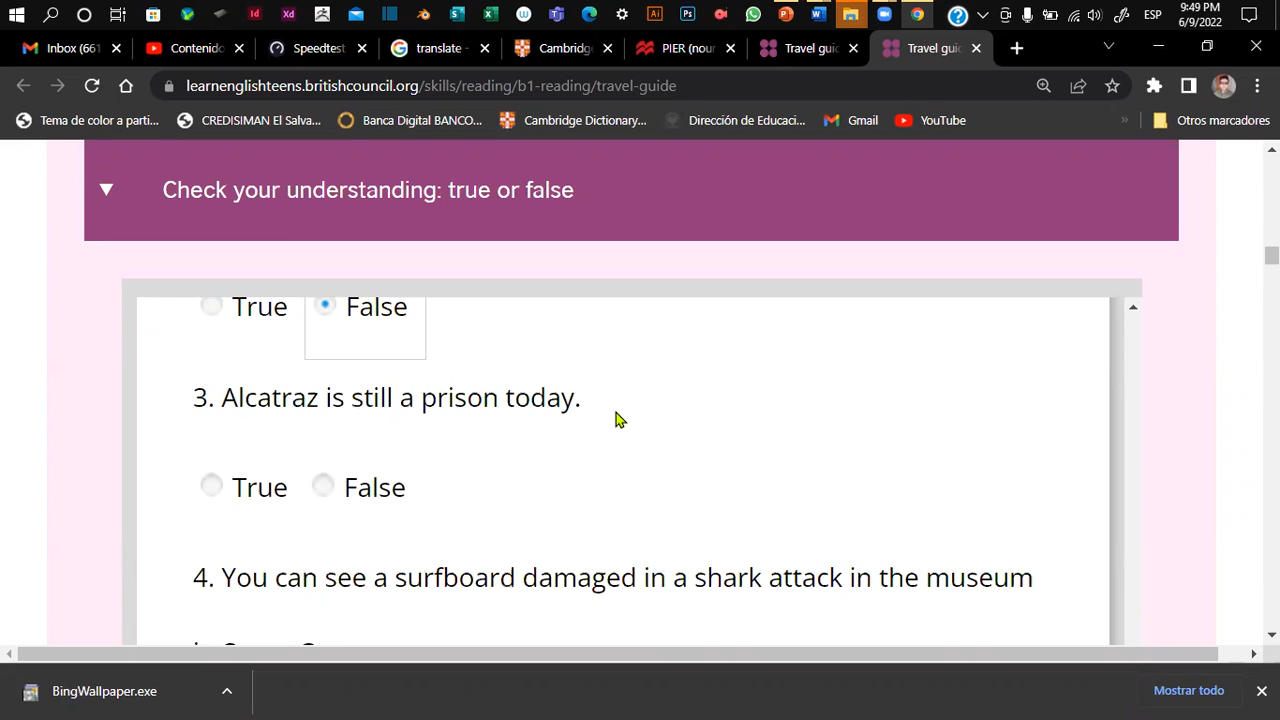 9:49 PM
ESP
6/9/2022
Inbox (661
Contenido
Speedtest
translate -
Cambridg
PIER (nour
Travel guid
Travel guid
learnenglishteens.britishcouncil.org/skills/reading/b1-reading/travel-guide
Tema de color a parti...
CREDISIMAN El Salva...
Banca Digital BANCO...
Cambridge Dictionary...
Dirección de Educaci...
Gmail
YouTube
»
Otros marcadores
Check your understanding: true or false
True False
3. Alcatraz is still a prison today.
True False
4. You can see a surfboard damaged in a shark attack in the museum
BingWallpaper.exe
Mostrar todo